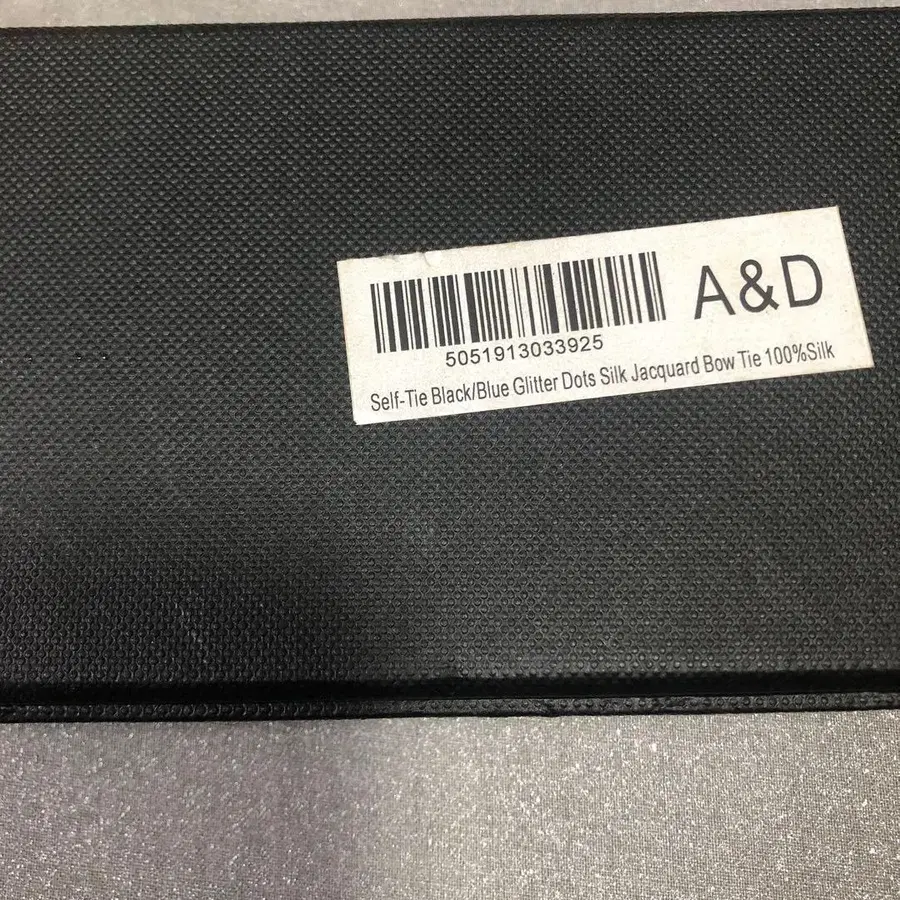 A&D
5051913033925
Self-Tie Black/Blue Glitter Dots Silk Jacquard Bow Tie 100%Silk